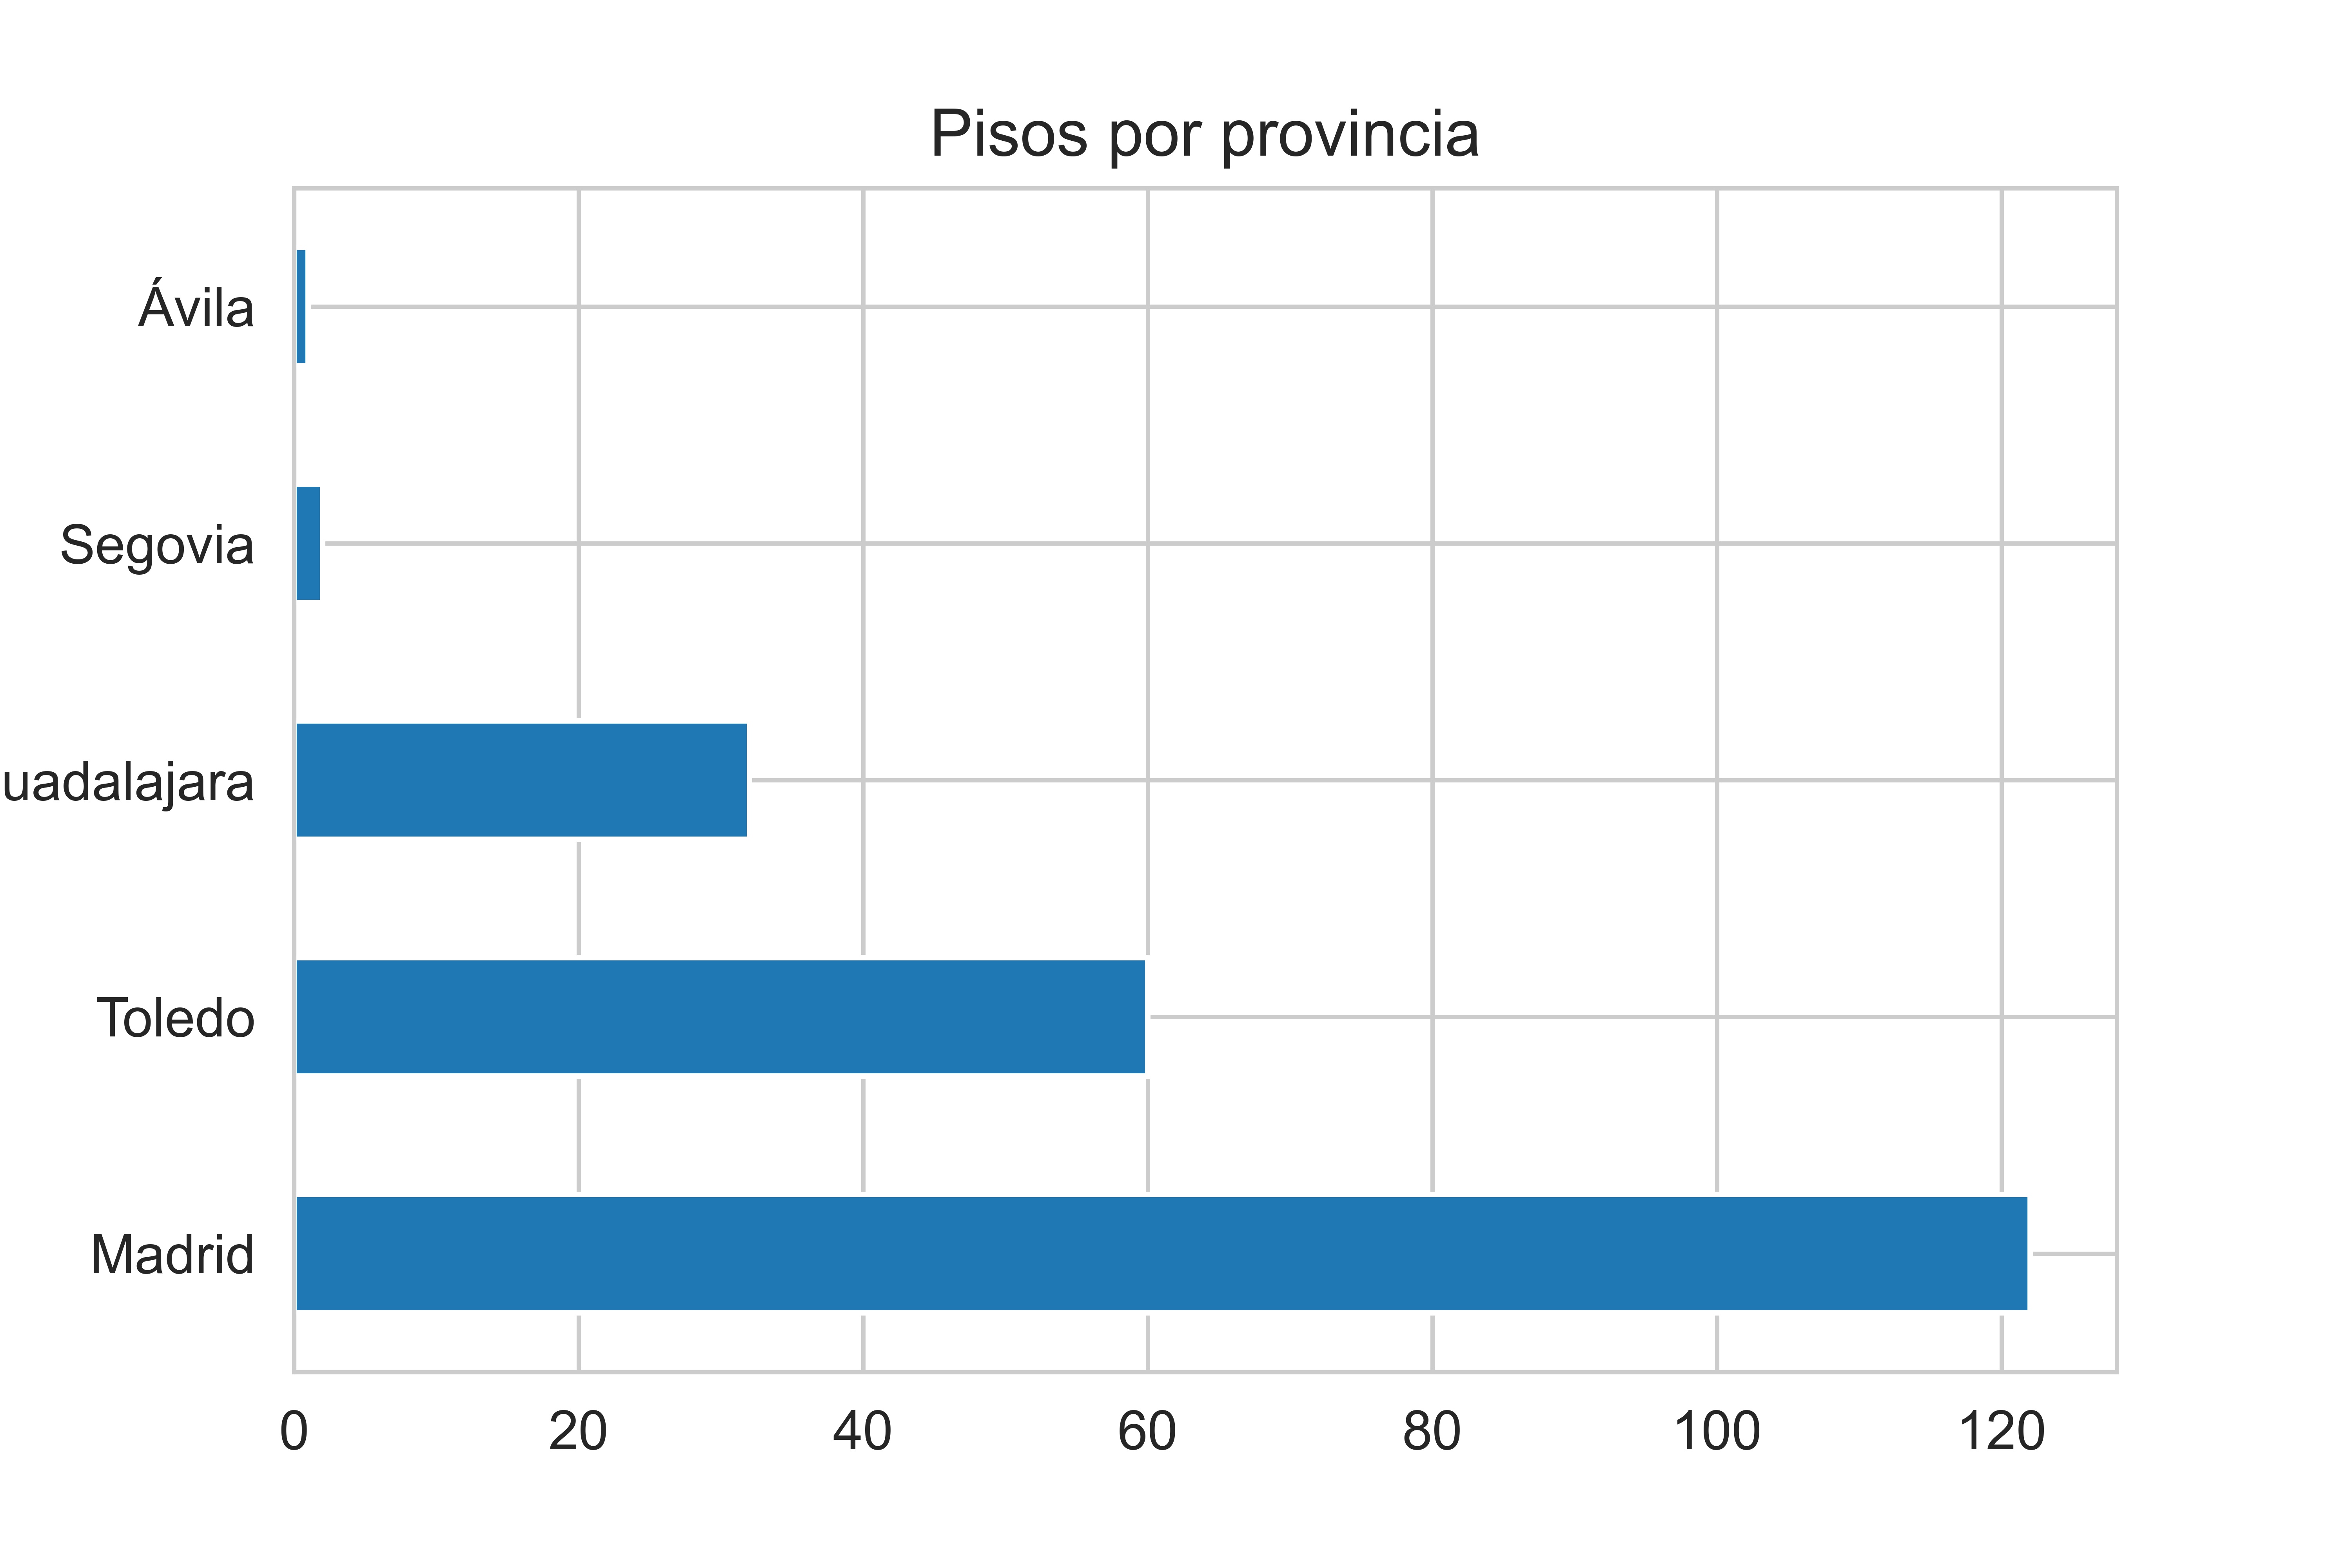 Pisos por provincia
Ávila
Segovia
uadalajara
Toledo
Madrid
0 20 40 60 80 100 120